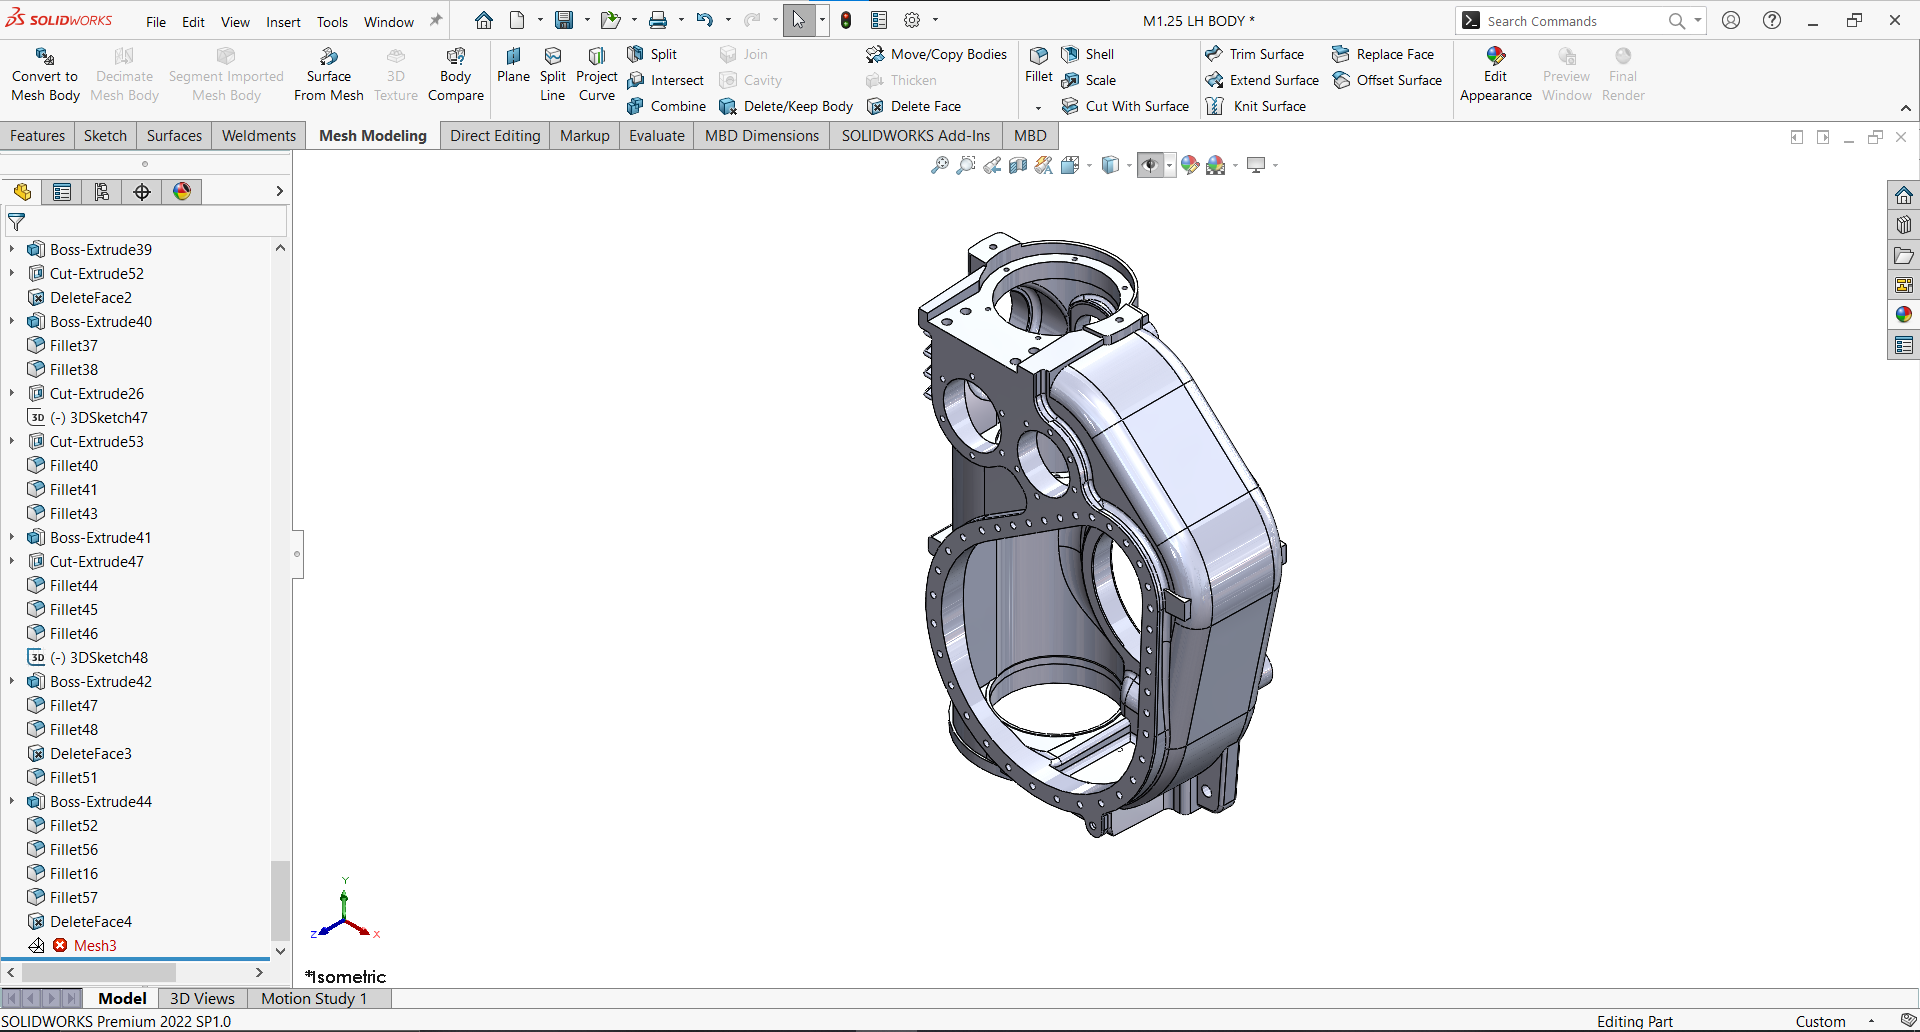 SOLIDWORKS
File Edit View Insert Tools Window
M1.25 LH BODY *
Search Commands
Convert to Mesh Body
Decimate Mesh Body
Segment Imported Mesh Body
Surface From Mesh
3D Texture
Body Compare
Plane
Split Line
Project Curve
Split
Intersect
Combine
Join
Cavity
Delete/Keep Body
Move/Copy Bodies
Thicken
Delete Face
Fillet
Shell
Scale
Cut With Surface
Trim Surface
Extend Surface
Knit Surface
Replace Face
Offset Surface
Edit Appearance
Preview Window
Final Render
Features Sketch Surfaces Weldments Mesh Modeling Direct Editing Markup Evaluate MBD Dimensions SOLIDWORKS Add-Ins MBD
Boss-Extrude39
Cut-Extrude52
DeleteFace2
Boss-Extrude40
Fillet37
Fillet38
Cut-Extrude26
3D (-) 3DSketch47
Cut-Extrude53
Fillet40
Fillet41
Fillet43
Boss-Extrude41
Cut-Extrude47
Fillet44
Fillet45
Fillet46
3D (-) 3DSketch48
Boss-Extrude42
Fillet47
Fillet48
DeleteFace3
Fillet51
Boss-Extrude44
Fillet52
Fillet56
Fillet16
Fillet57
DeleteFace4
Mesh3
Y
Z
X
*Isometric
Model 3D Views Motion Study 1
SOLIDWORKS Premium 2022 SP1.0
Editing Part
Custom